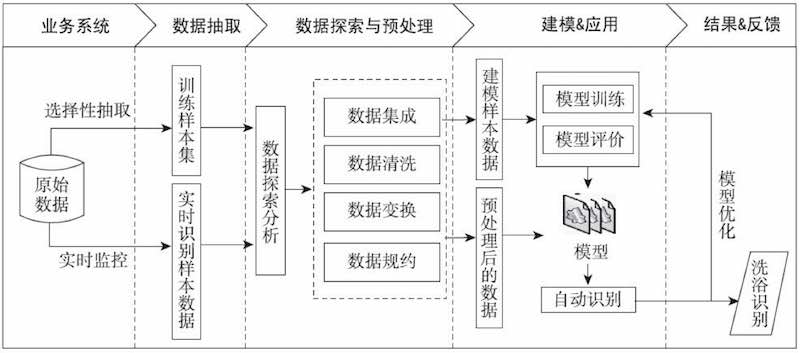 业务系统
数据抽取
数据探索与预处理
建模&应用
结果&反馈
选择性抽取
原始
数据
实时监控
训练样本集
实时识别样本数据
数据探索分析
数据集成
数据清洗
数据变换
数据规约
建模样本数据
预处理后的数据
模型训练
模型评价
模型
自动识别
模型优化
洗浴识别